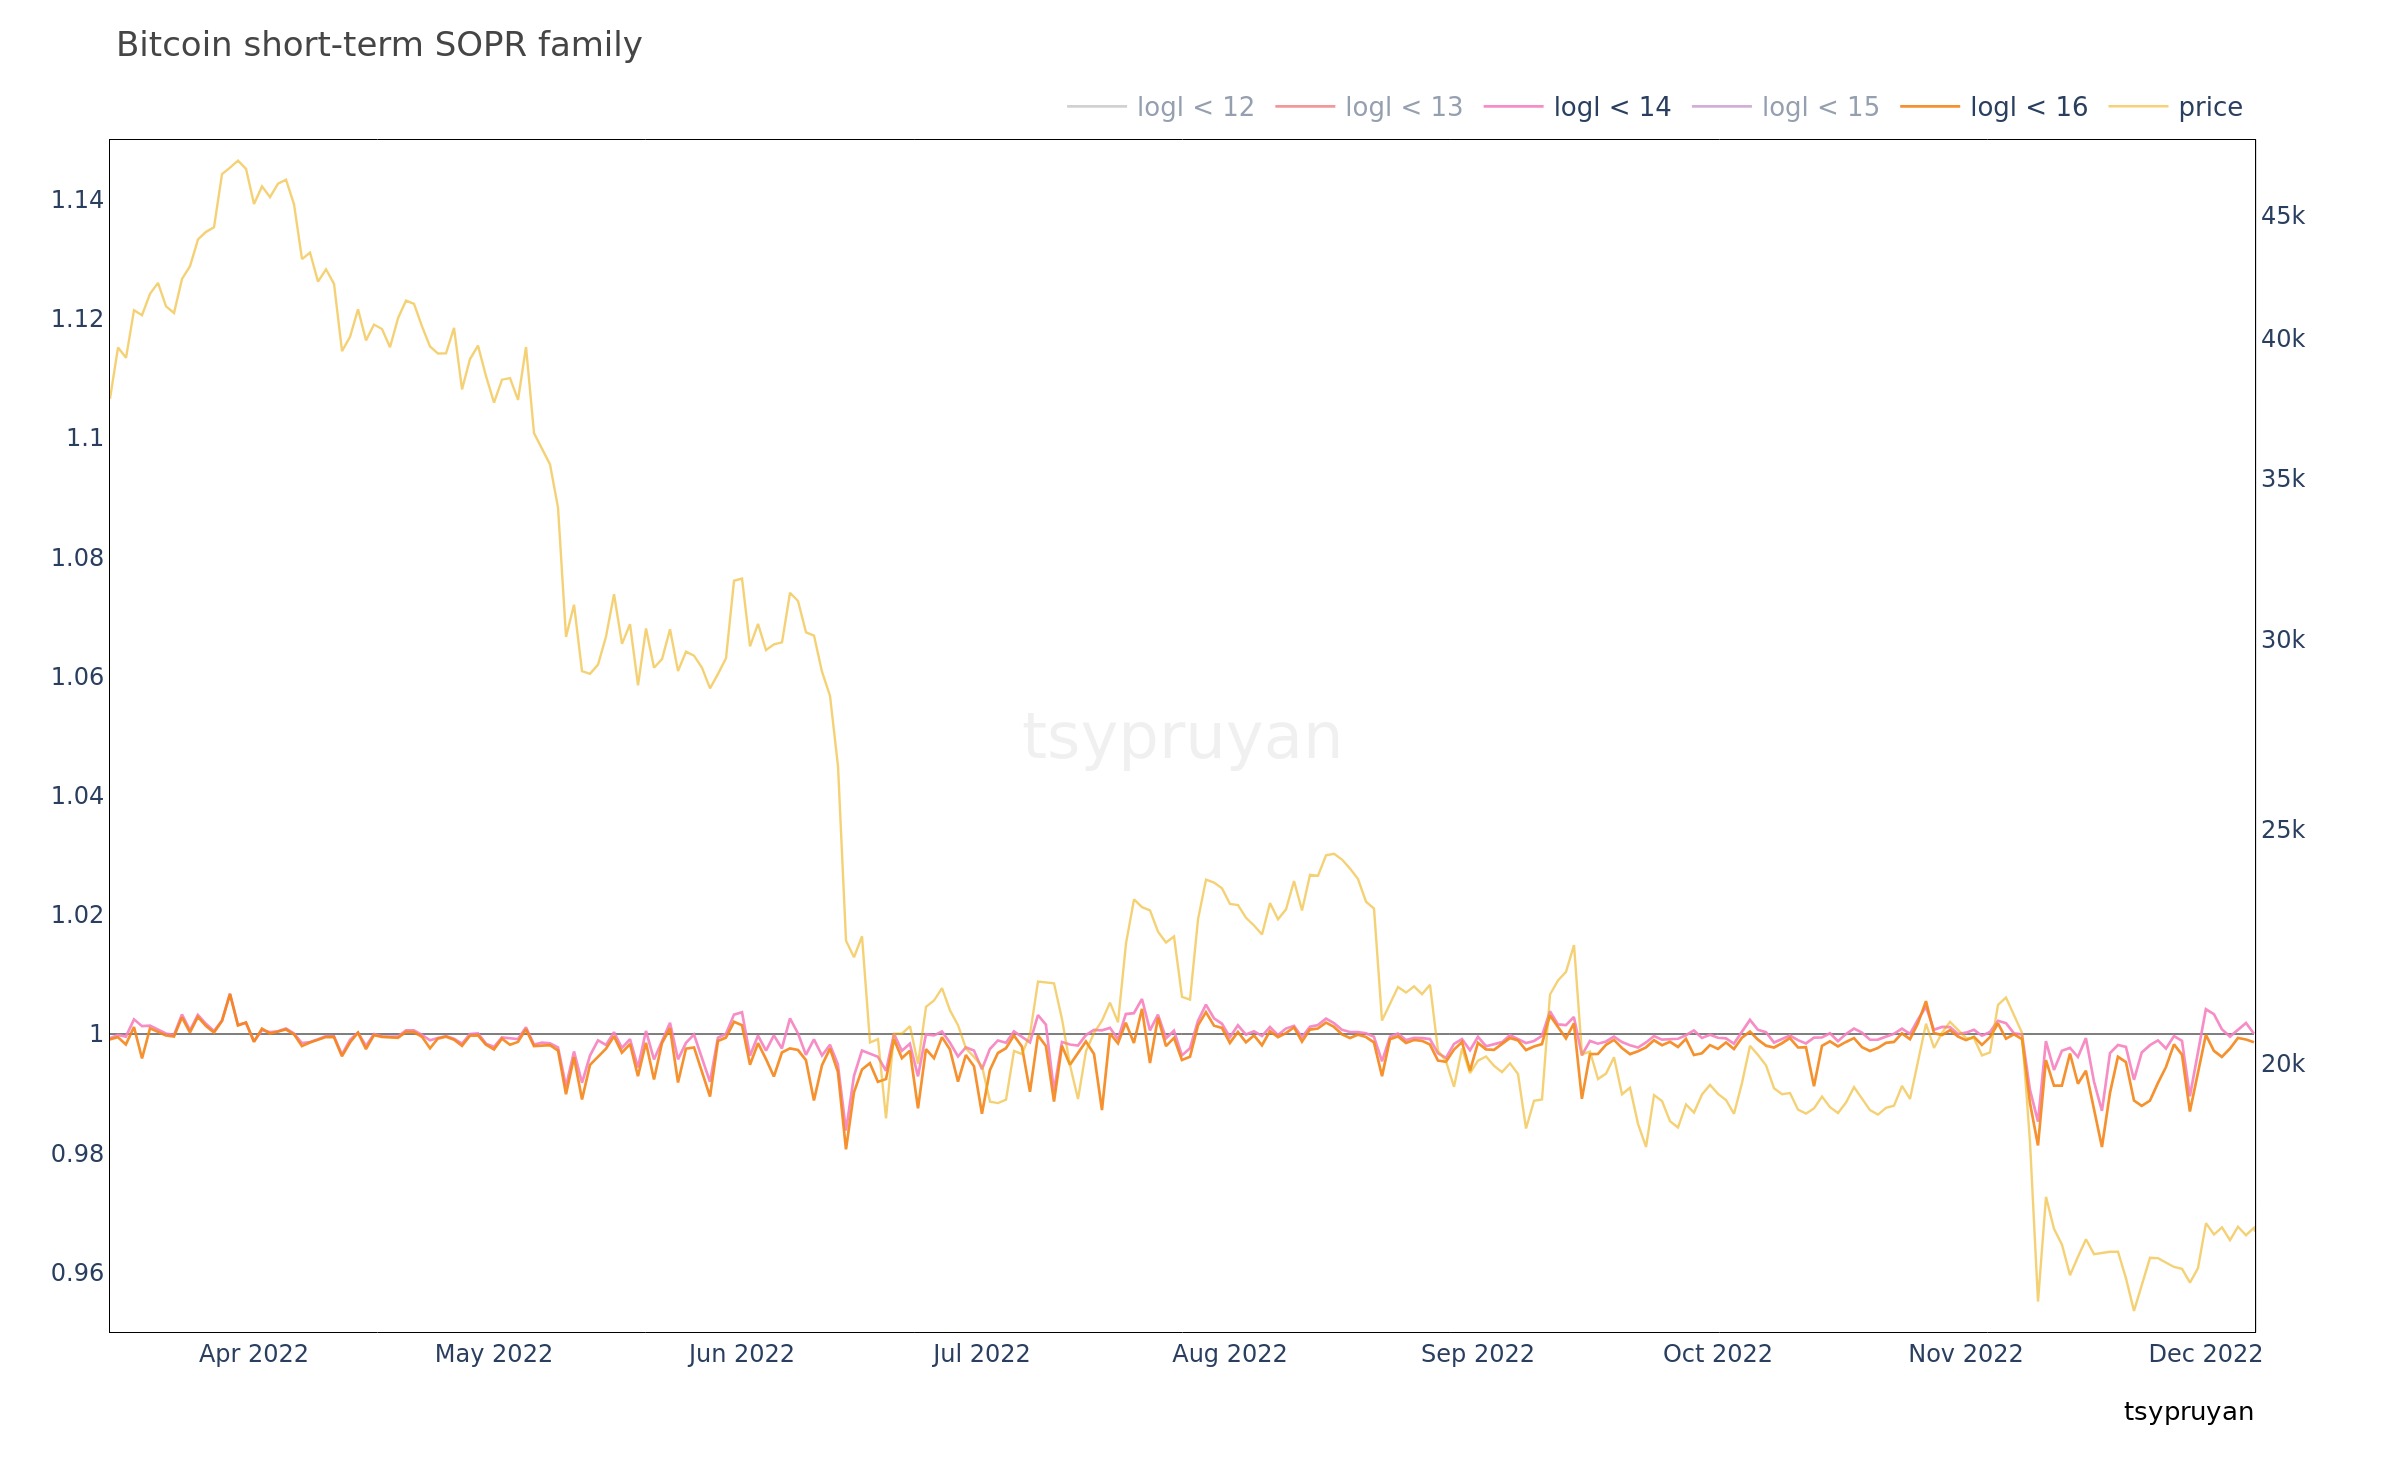 Bitcoin short-term SOPR family
logl < 12 logl < 13 logl < 14 logl < 15 logl < 16 price
1.14
45k
1.12
40k
1.1
35k
1.08
30k
1.06
tsypruyan
1.04
25k
1.02
1
20k
0.98
0.96
Apr 2022 May 2022 Jun 2022 Jul 2022 Aug 2022 Sep 2022 Oct 2022 Nov 2022 Dec 2022
tsypruyan